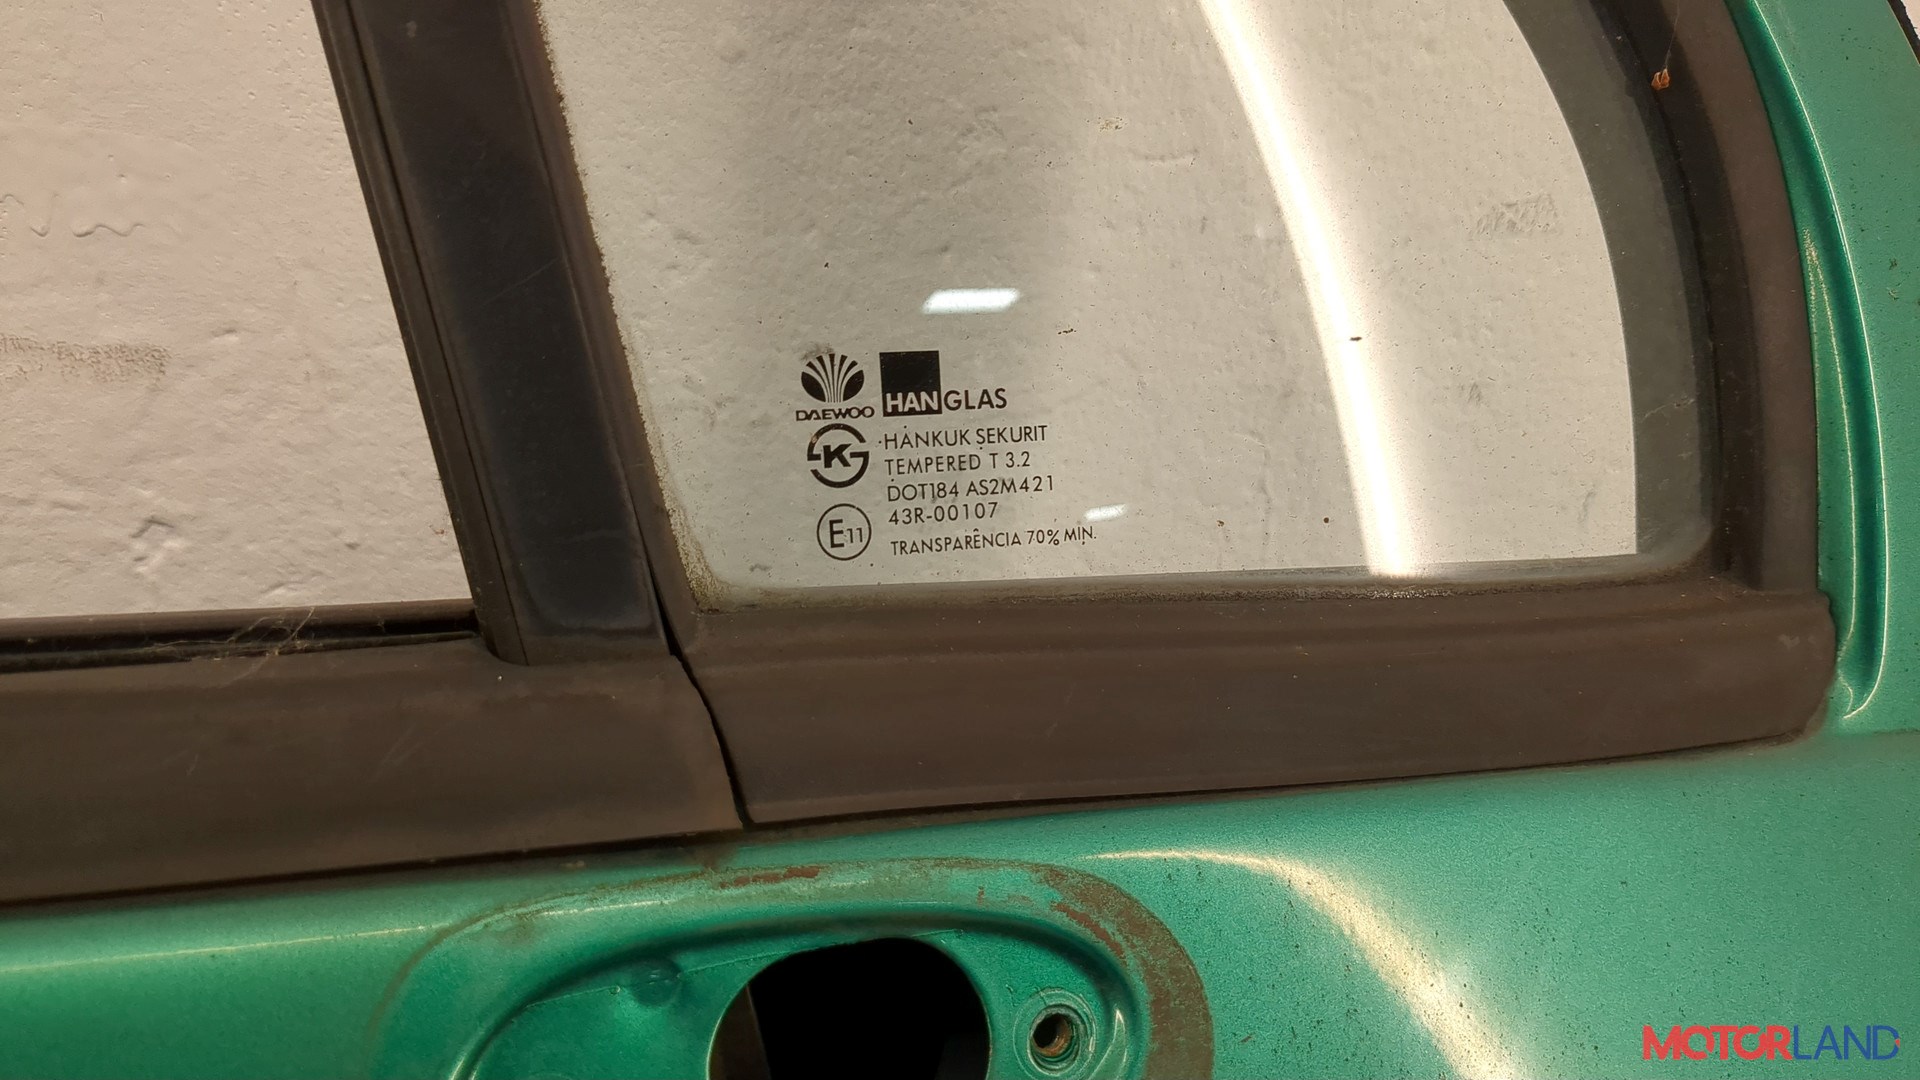 DAEWOO HANGLAS
HANKUK SEKURIT
TEMPERED T 3.2
DOT184 AS2M421
43R-00107
TRANSPARÊNCIA 70% MIN.
K
E11
MOTORLAND